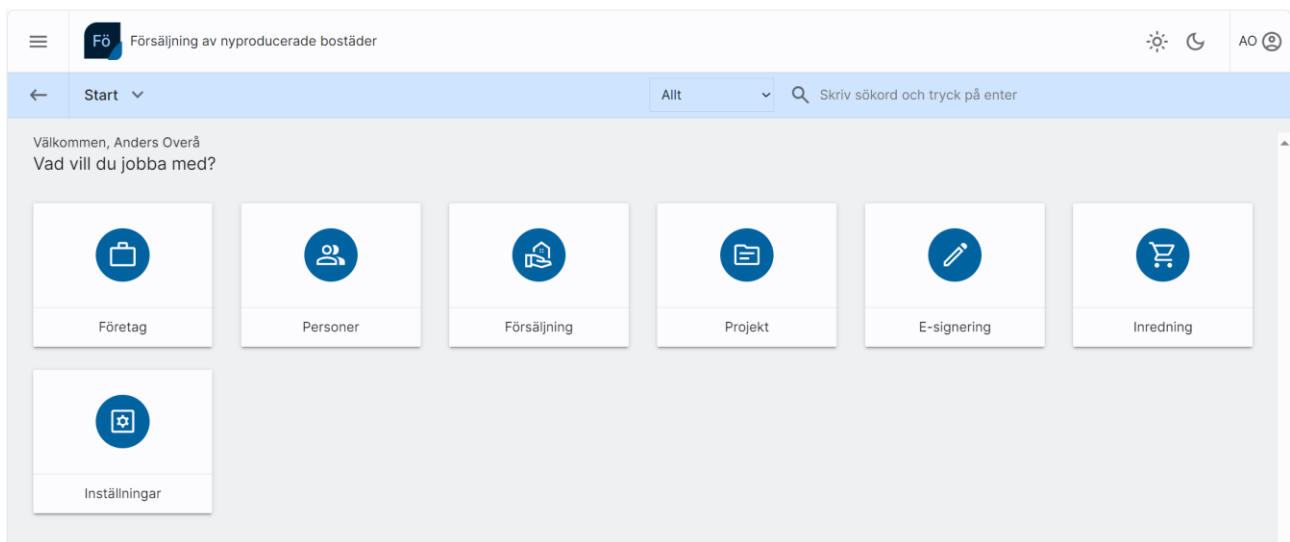 Fö Försäljning av nyproducerade bostäder AO
Start Allt Skriv sökord och tryck på enter
Välkommen, Anders Overå
Vad vill du jobba med?
Företag Personer Försäljning Projekt E-signering Inredning
Inställningar